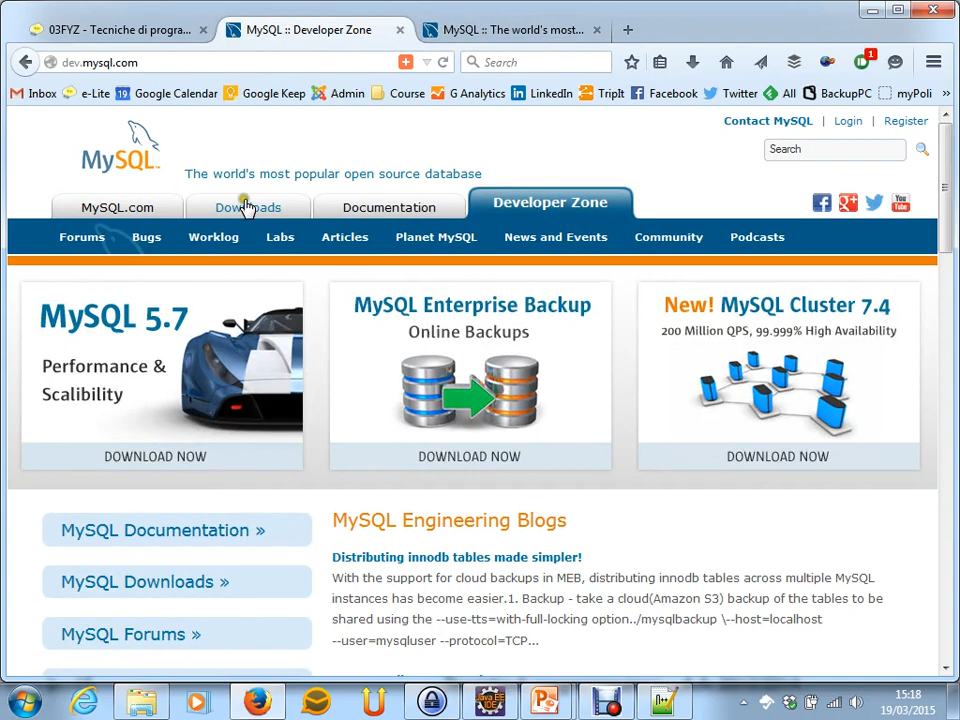 03FYZ - Tecniche di progra...
MySQL :: Developer Zone
MySQL :: The world's most...
dev.mysql.com
Search
1
Inbox
e-Lite
19 Google Calendar
Google Keep
Admin
Course
G Analytics
LinkedIn
TripIt
Facebook
Twitter
All
BackupPC
myPoli
»
Contact MySQL | Login | Register
MySQL™
The world's most popular open source database
Search
MySQL.com
Downloads
Documentation
Developer Zone
You Tube
Forums
Bugs
Worklog
Labs
Articles
Planet MySQL
News and Events
Community
Podcasts
MySQL 5.7
Performance &
Scalibility
DOWNLOAD NOW
MySQL Enterprise Backup
Online Backups
DOWNLOAD NOW
New! MySQL Cluster 7.4
200 Million QPS, 99.999% High Availability
DOWNLOAD NOW
MySQL Documentation »
MySQL Downloads »
MySQL Forums »
MySQL Engineering Blogs
Distributing innodb tables made simpler!
With the support for cloud backups in MEB, distributing innodb tables across multiple MySQL
instances has become easier.1. Backup - take a cloud(Amazon S3) backup of the tables to be
shared using the --use-tts=with-full-locking option../mysqlbackup \--host=localhost
--user=mysqluser --protocol=TCP...
Java EE
IDE
15:18
19/03/2015